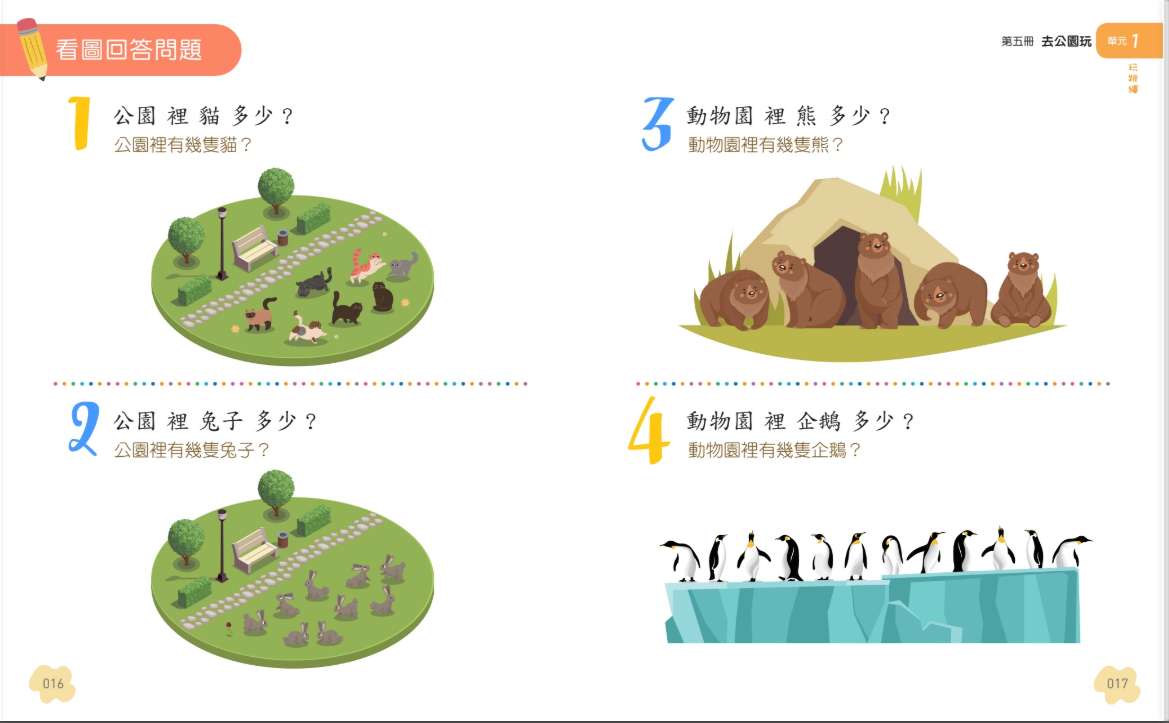 看圖回答問題
第五冊 去公園玩 單元 1
玩跳繩
1 公園 裡 貓 多少？
公園裡有幾隻貓？
2 公園 裡 兔子 多少？
公園裡有幾隻兔子？
3 動物園 裡 熊 多少？
動物園裡有幾隻熊？
4 動物園 裡 企鵝 多少？
動物園裡有幾隻企鵝？
016
017